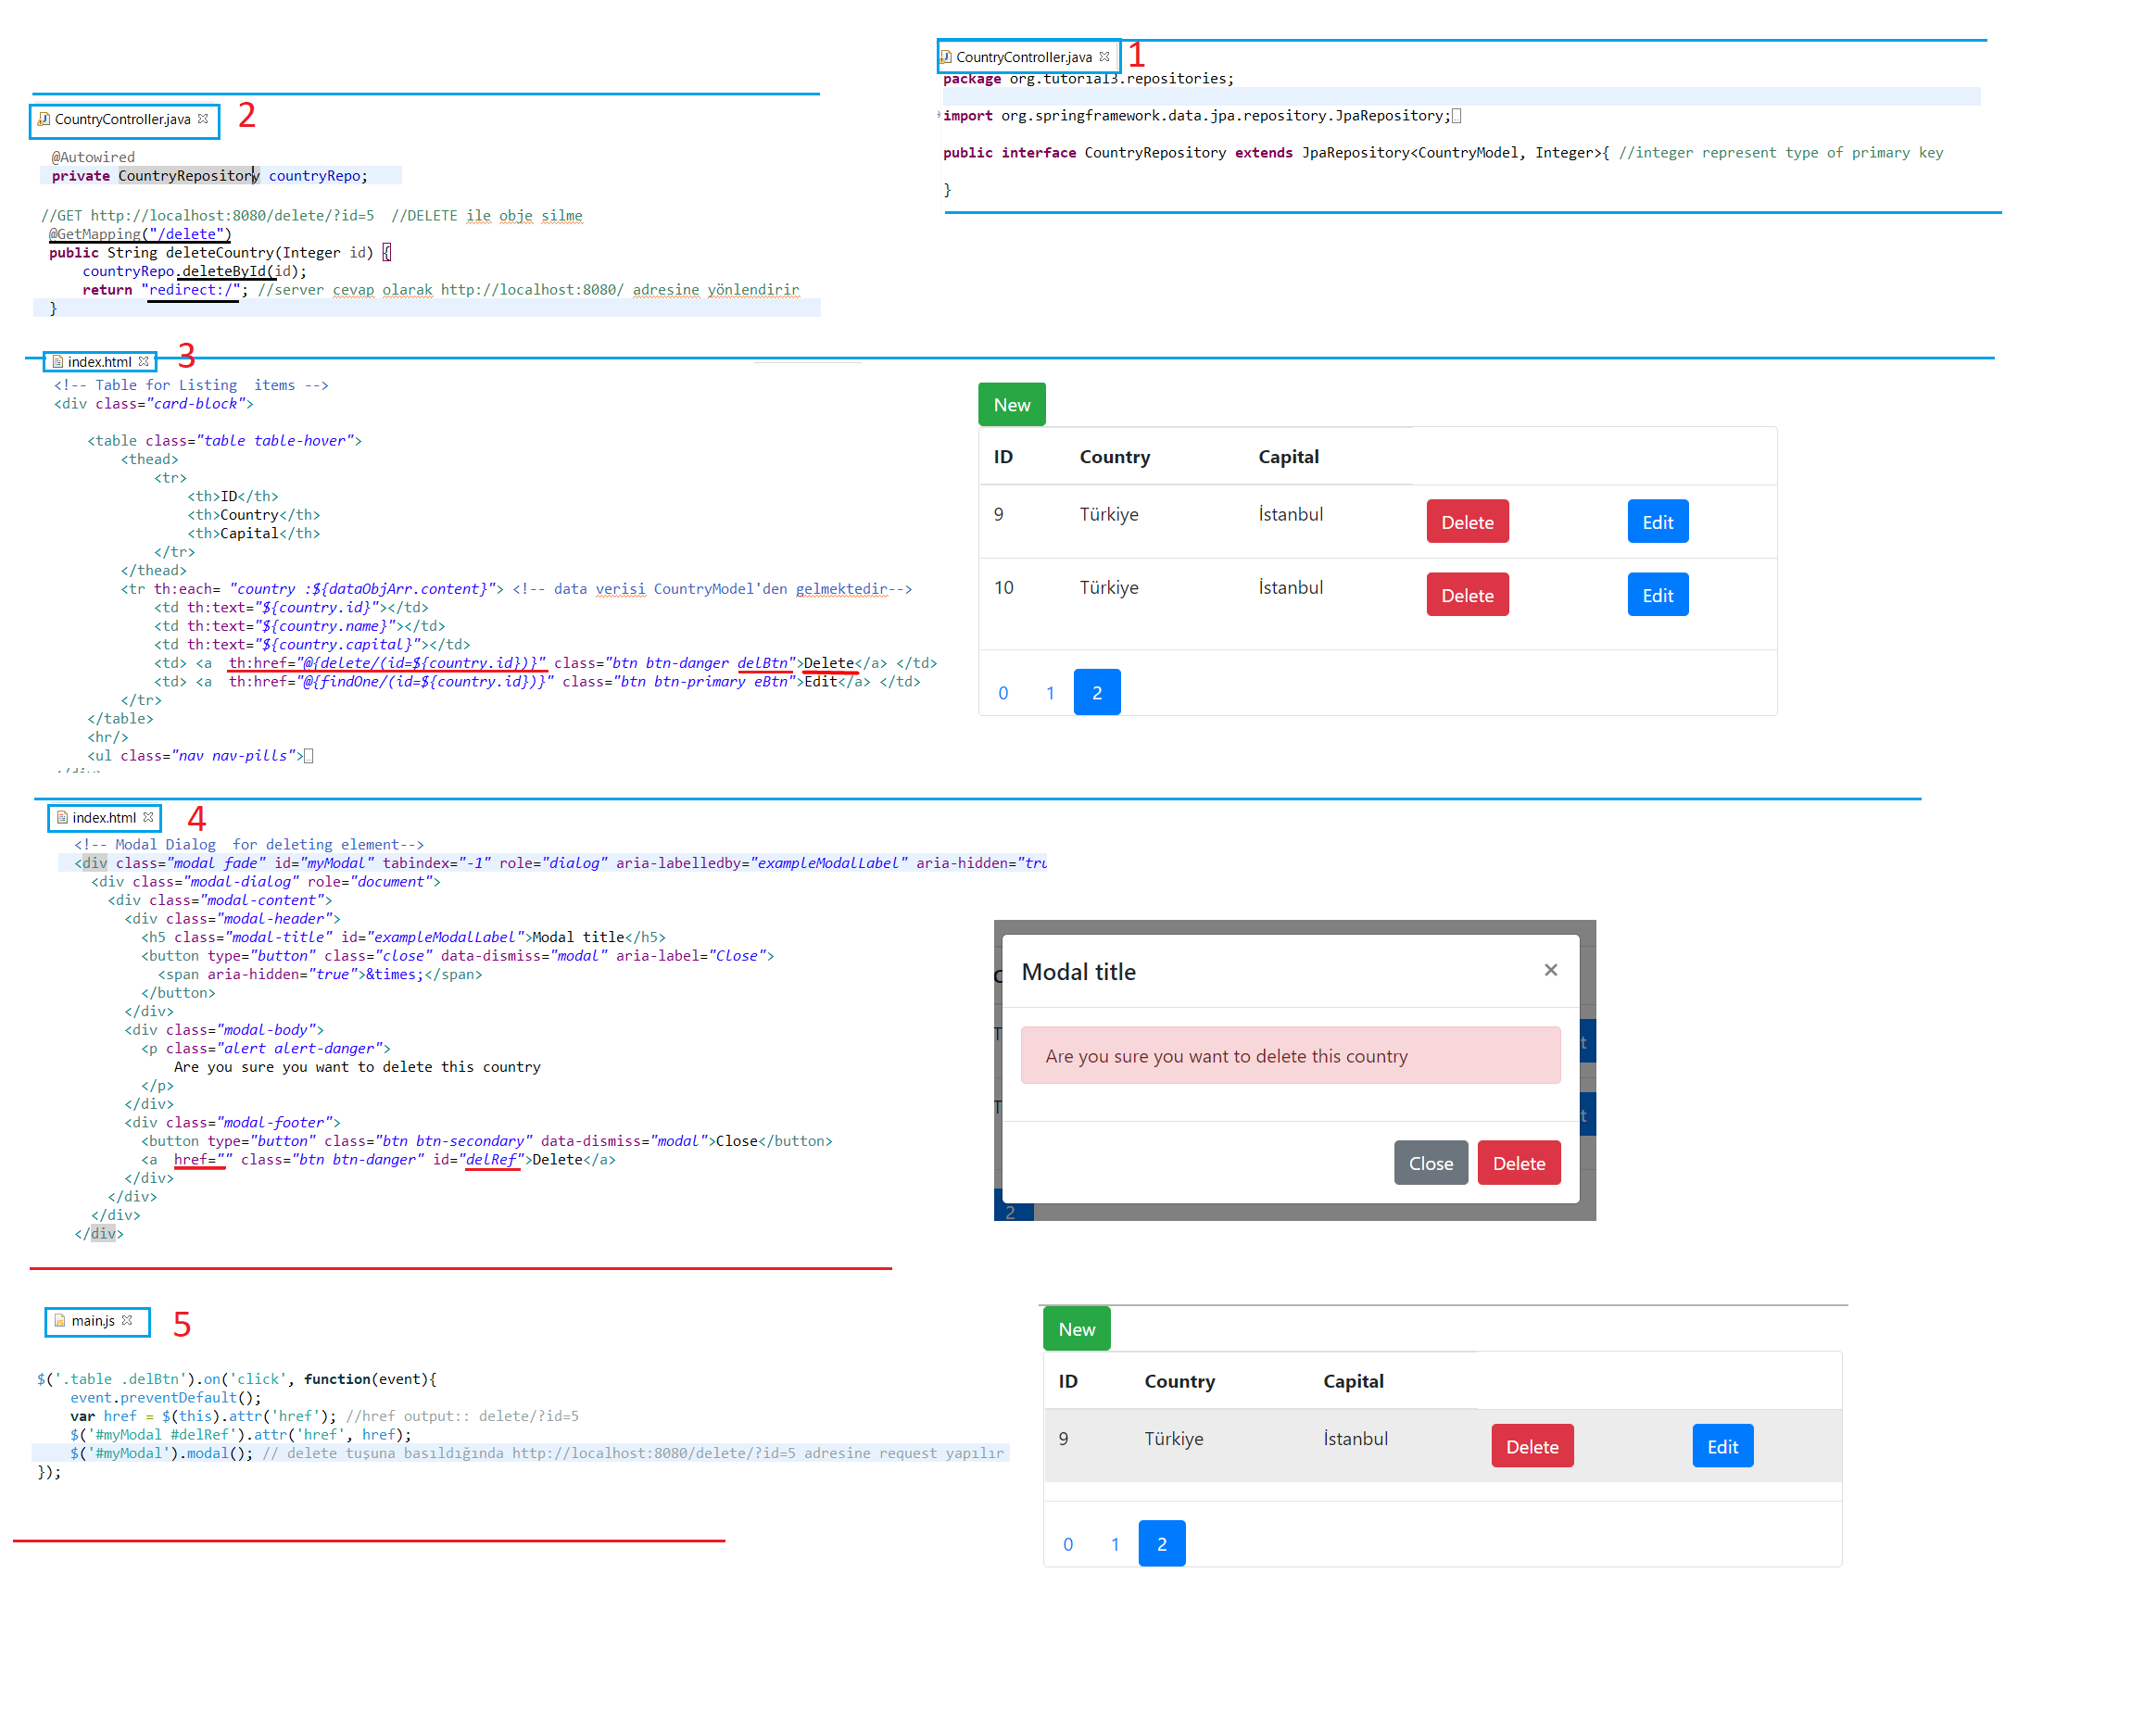 CountryController.java 1
package org.tutorial3.repositories;
import org.springframework.data.jpa.repository.JpaRepository;
public interface CountryRepository extends JpaRepository<CountryModel, Integer>{ //integer represent type of primary key
}
CountryController.java 2
@Autowired
private CountryRepository countryRepo;
//GET http://localhost:8080/delete/?id=5 //DELETE ile obje silme
@GetMapping("/delete")
public String deleteCountry(Integer id) {
countryRepo.deleteById(id);
return "redirect:/"; //server cevap olarak http://localhost:8080/ adresine yönlendirir
}
index.html 3
<!-- Table for Listing items -->
<div class="card-block">
<table class="table table-hover">
<thead>
<tr>
<th>ID</th>
<th>Country</th>
<th>Capital</th>
</tr>
</thead>
<tr th:each= "country :${dataObjArr.content}"> <!-- data verisi CountryModel'den gelmektedir-->
<td th:text="${country.id}"></td>
<td th:text="${country.name}"></td>
<td th:text="${country.capital}"></td>
<td> <a th:href="@{delete/(id=${country.id})}" class="btn btn-danger delBtn">Delete</a> </td>
<td> <a th:href="@{findOne/(id=${country.id})}" class="btn btn-primary eBtn">Edit</a> </td>
</tr>
</table>
<hr/>
<ul class="nav nav-pills">
New
ID Country Capital
9 Türkiye İstanbul Delete Edit
10 Türkiye İstanbul Delete Edit
0 1 2
index.html 4
<!-- Modal Dialog for deleting element-->
<div class="modal fade" id="myModal" tabindex="-1" role="dialog" aria-labelledby="exampleModalLabel" aria-hidden="tru
<div class="modal-dialog" role="document">
<div class="modal-content">
<div class="modal-header">
<h5 class="modal-title" id="exampleModalLabel">Modal title</h5>
<button type="button" class="close" data-dismiss="modal" aria-label="Close">
<span aria-hidden="true">&times;</span>
</button>
</div>
<div class="modal-body">
<p class="alert alert-danger">
Are you sure you want to delete this country
</p>
</div>
<div class="modal-footer">
<button type="button" class="btn btn-secondary" data-dismiss="modal">Close</button>
<a href="" class="btn btn-danger" id="delRef">Delete</a>
</div>
</div>
</div>
</div>
Modal title ×
Are you sure you want to delete this country
Close Delete
2
main.js 5
$('.table .delBtn').on('click', function(event){
event.preventDefault();
var href = $(this).attr('href'); //href output:: delete/?id=5
$('#myModal #delRef').attr('href', href);
$('#myModal').modal(); // delete tuşuna basıldığında http://localhost:8080/delete/?id=5 adresine request yapılır
});
New
ID Country Capital
9 Türkiye İstanbul Delete Edit
0 1 2